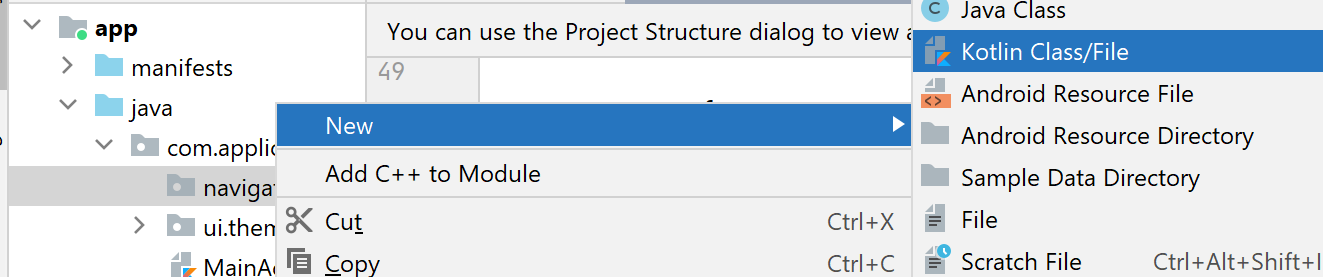 app
manifests
java
com.applic
navigat
ui.them
MainAc
You can use the Project Structure dialog to view
49
New
Add C++ to Module
Cut Ctrl+X
Copy Ctrl+C
Java Class
Kotlin Class/File
Android Resource File
Android Resource Directory
Sample Data Directory
File
Scratch File Ctrl+Alt+Shift+I